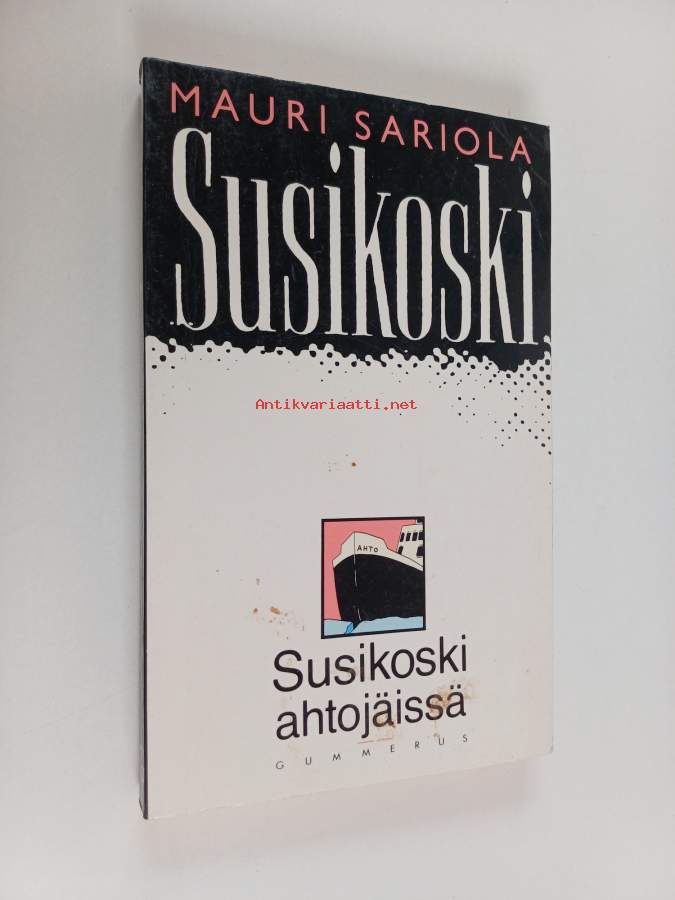 MAURI SARIOLA
Susikoski
Antikvariaatti.net
AHTO
Susikoski
ahtojäissä
GUMMERUS